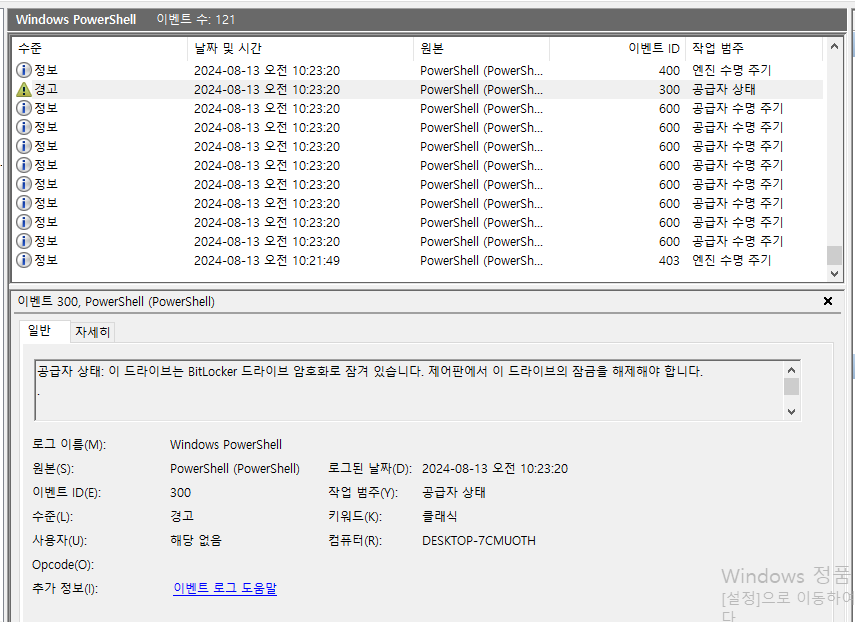 Windows PowerShell 이벤트 수: 121
수준 날짜 및 시간 원본 이벤트 ID 작업 범주
정보 2024-08-13 오전 10:23:20 PowerShell (PowerSh... 400 엔진 수명 주기
경고 2024-08-13 오전 10:23:20 PowerShell (PowerSh... 300 공급자 상태
정보 2024-08-13 오전 10:23:20 PowerShell (PowerSh... 600 공급자 수명 주기
정보 2024-08-13 오전 10:23:20 PowerShell (PowerSh... 600 공급자 수명 주기
정보 2024-08-13 오전 10:23:20 PowerShell (PowerSh... 600 공급자 수명 주기
정보 2024-08-13 오전 10:23:20 PowerShell (PowerSh... 600 공급자 수명 주기
정보 2024-08-13 오전 10:23:20 PowerShell (PowerSh... 600 공급자 수명 주기
정보 2024-08-13 오전 10:23:20 PowerShell (PowerSh... 600 공급자 수명 주기
정보 2024-08-13 오전 10:23:20 PowerShell (PowerSh... 600 공급자 수명 주기
정보 2024-08-13 오전 10:23:20 PowerShell (PowerSh... 600 공급자 수명 주기
정보 2024-08-13 오전 10:21:49 PowerShell (PowerSh... 403 엔진 수명 주기
이벤트 300, PowerShell (PowerShell)
일반 자세히
공급자 상태: 이 드라이브는 BitLocker 드라이브 암호화로 잠겨 있습니다. 제어판에서 이 드라이브의 잠금을 해제해야 합니다.
.
로그 이름(M): Windows PowerShell
원본(S): PowerShell (PowerShell) 로그된 날짜(D): 2024-08-13 오전 10:23:20
이벤트 ID(E): 300 작업 범주(Y): 공급자 상태
수준(L): 경고 키워드(K): 클래식
사용자(U): 해당 없음 컴퓨터(R): DESKTOP-7CMUOTH
Opcode(O):
추가 정보(I): 이벤트 로그 도움말
Windows 정품
[설정]으로 이동하여
다